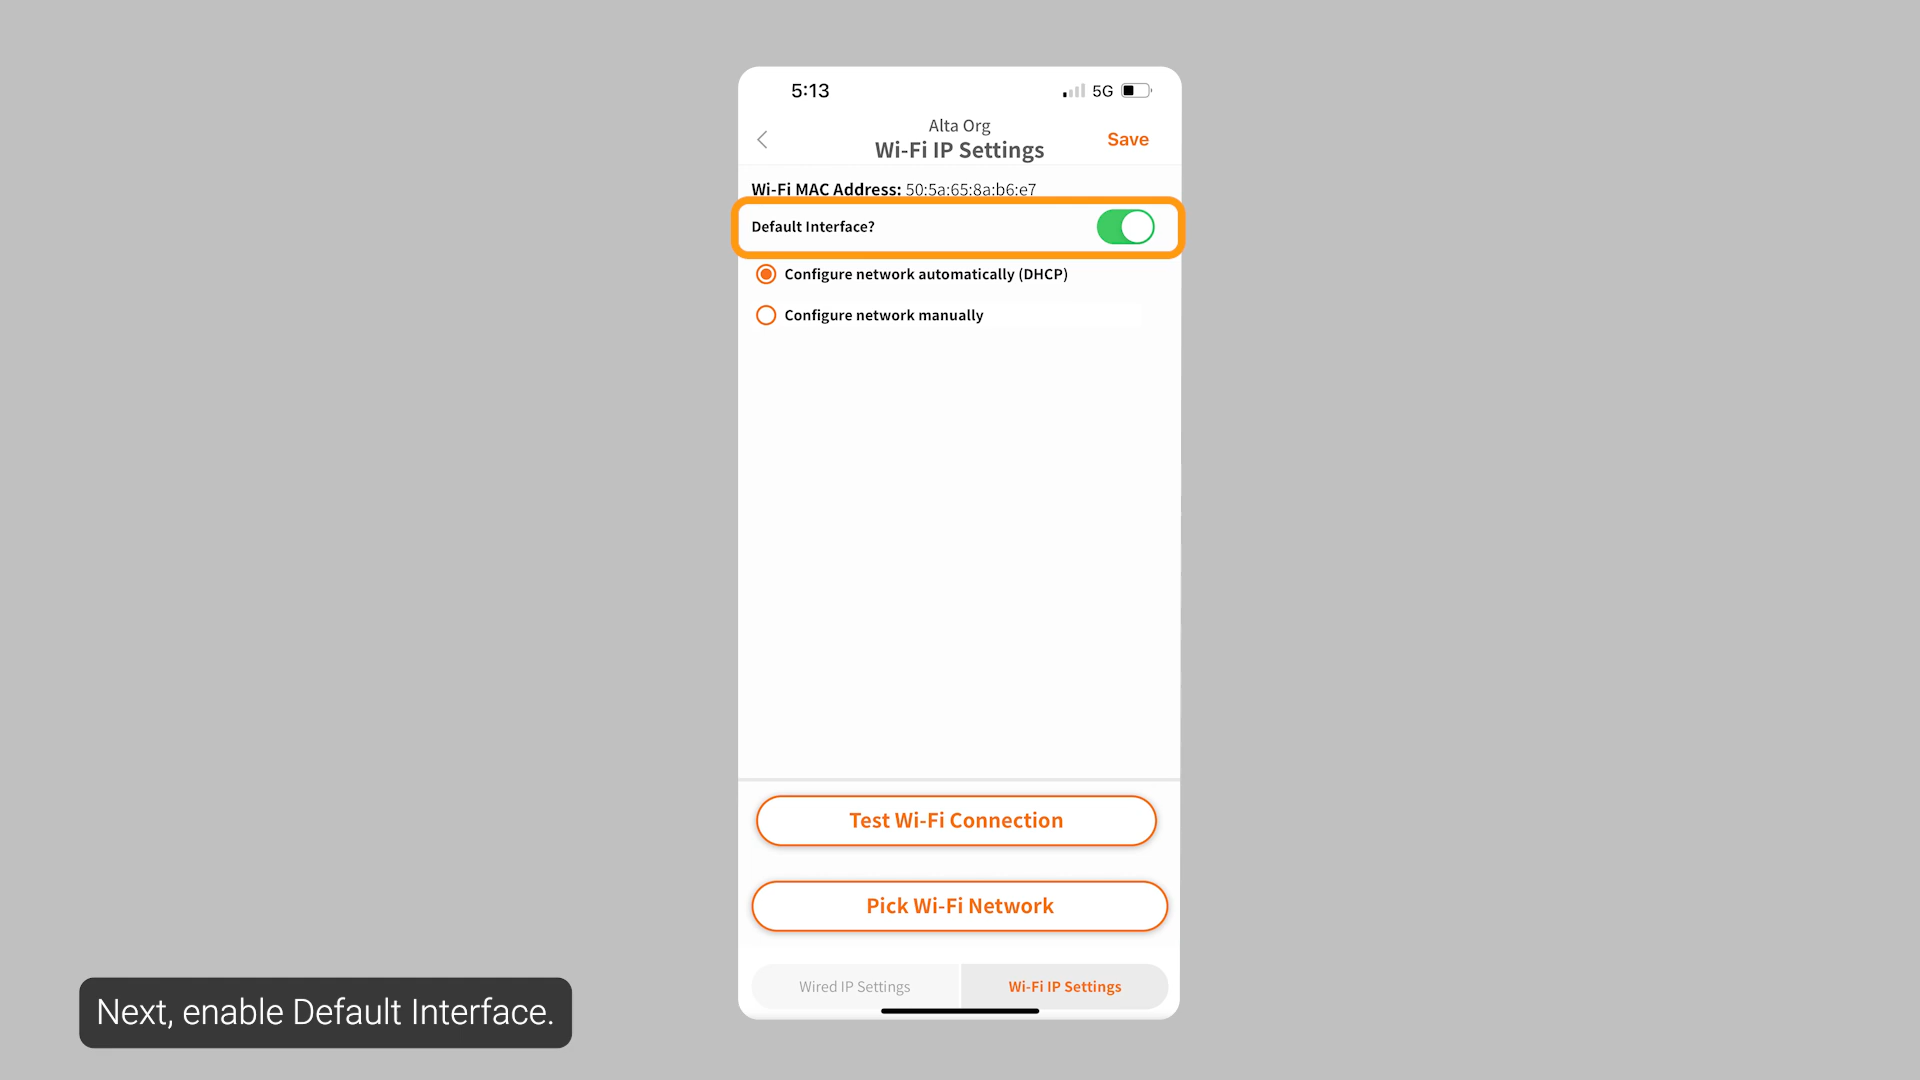 5:13
5G
Alta Org
Wi-Fi IP Settings
Save
Wi-Fi MAC Address: 50:5a:65:8a:b6:e7
Default Interface?
Configure network automatically (DHCP)
Configure network manually
Test Wi-Fi Connection
Pick Wi-Fi Network
Wired IP Settings
Wi-Fi IP Settings
Next, enable Default Interface.